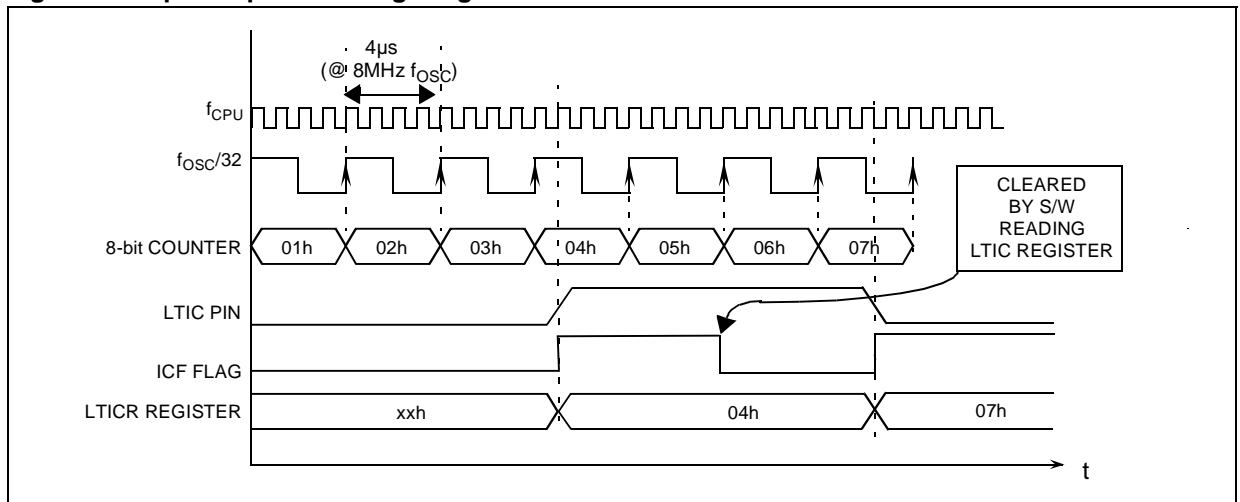 4µs
(@ 8MHz fOSC)
fCPU
fOSC/32
CLEARED
BY S/W
READING
LTIC REGISTER
8-bit COUNTER
01h
02h
03h
04h
05h
06h
07h
LTIC PIN
ICF FLAG
LTICR REGISTER
xxh
04h
07h
t